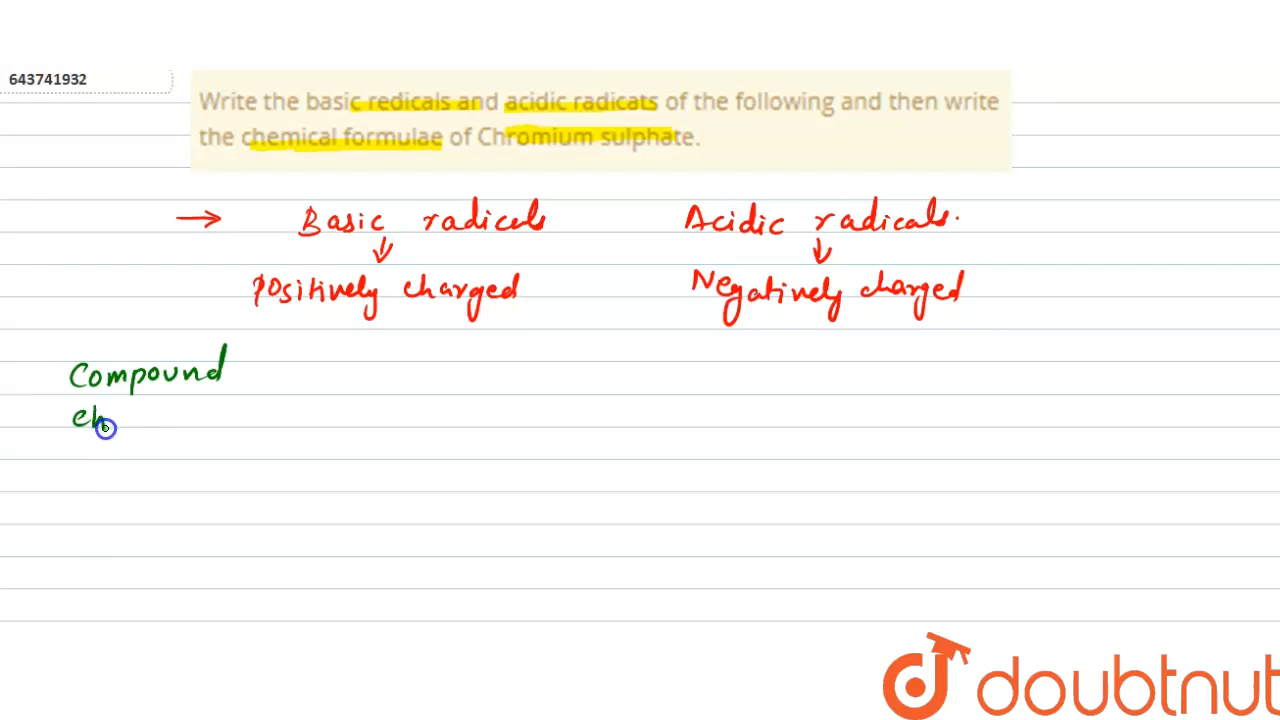 643741932
Write the basic redicals and acidic radicats of the following and then write
the chemical formulae of Chromium sulphate.
→ Basic radicals Acidic radicals.
↓ ↓
Positively charged Negatively charged
Compound
Ch
doubtnut